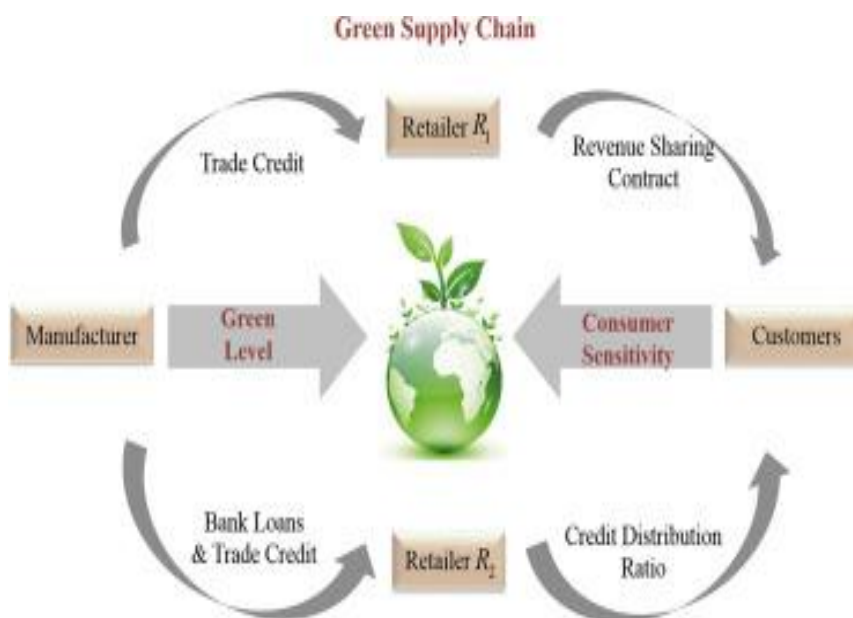 Green Supply Chain
Retailer R₁
Trade Credit
Revenue Sharing
Contract
Manufacturer
Green
Level
Consumer
Sensitivity
Customers
Bank Loans
& Trade Credit
Retailer R₂
Credit Distribution
Ratio